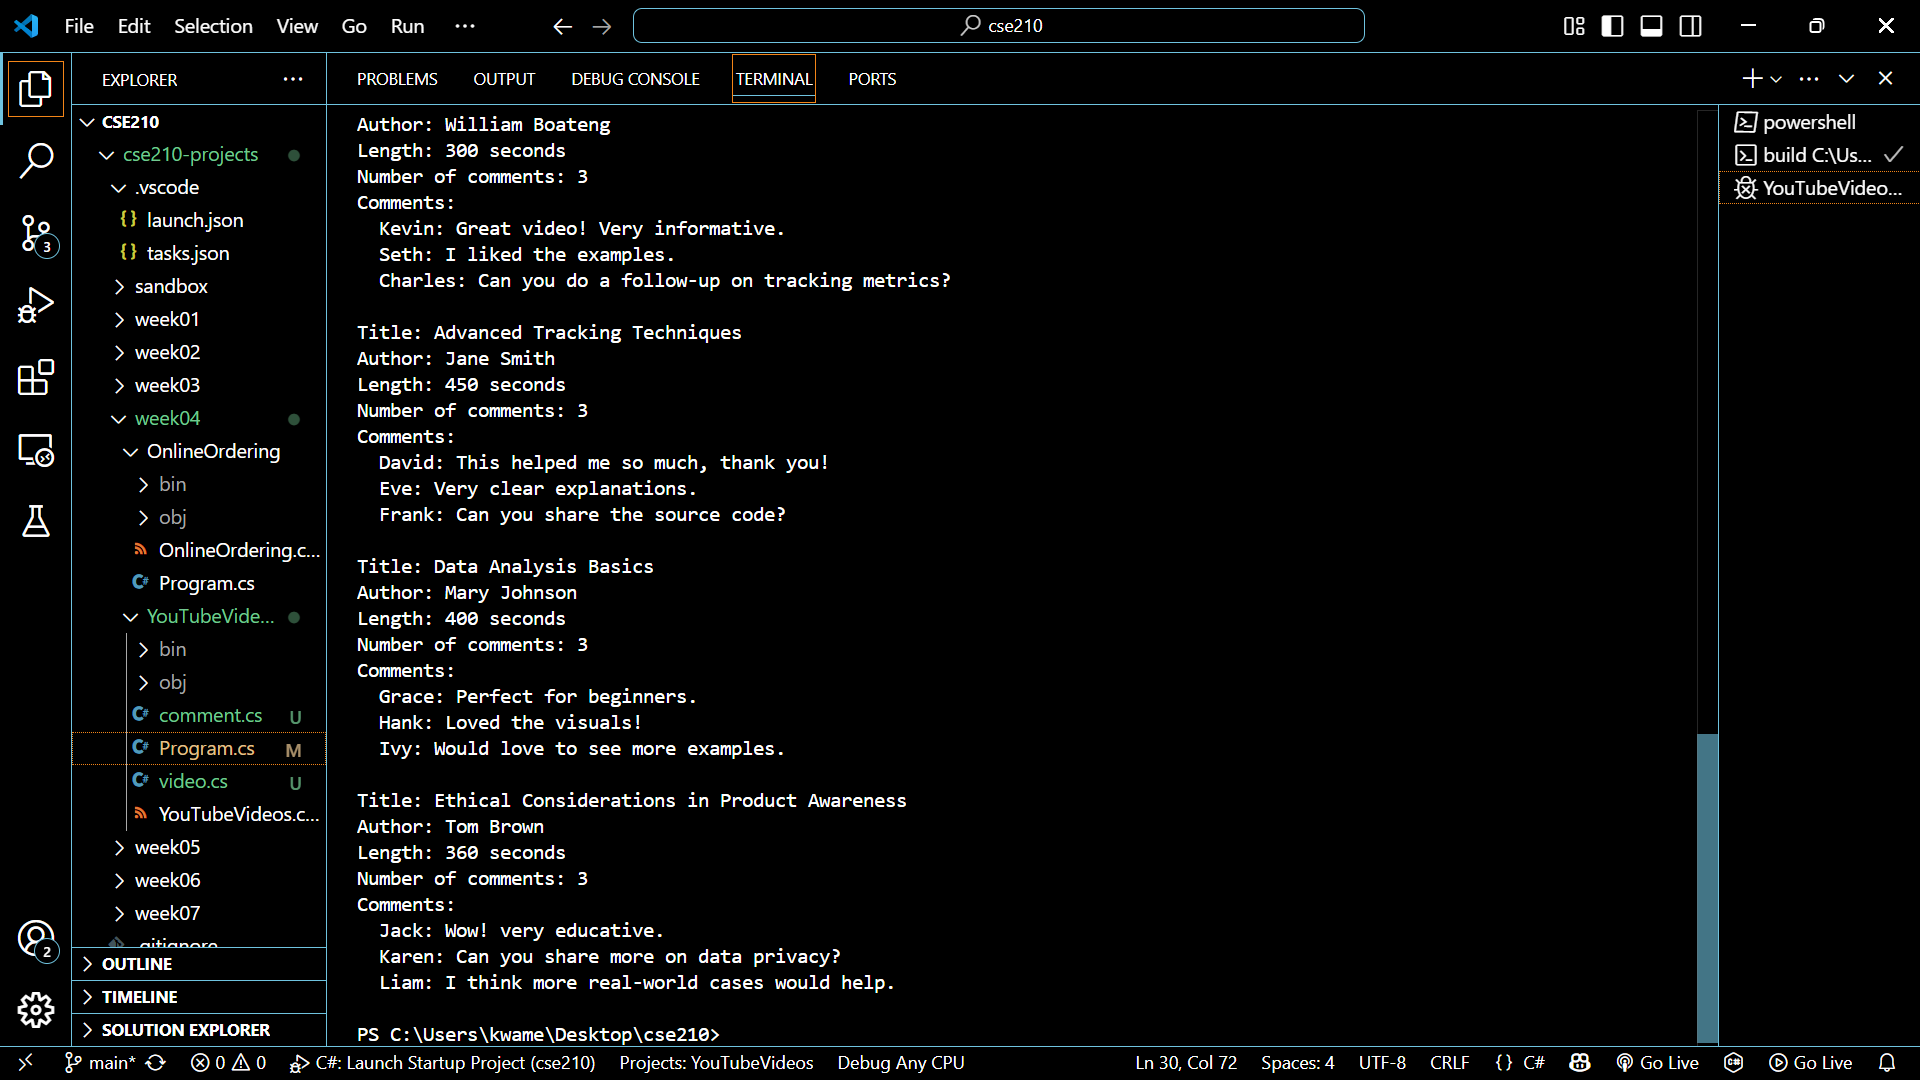 File Edit Selection View Go Run ···
cse210
EXPLORER ···
CSE210
cse210-projects
.vscode
{} launch.json
{} tasks.json
sandbox
week01
week02
week03
week04
OnlineOrdering
bin
obj
OnlineOrdering.c...
C# Program.cs
YouTubeVide...
bin
obj
C# comment.cs U
C# Program.cs M
C# video.cs U
YouTubeVideos.c...
week05
week06
week07
.gitignore
OUTLINE
TIMELINE
SOLUTION EXPLORER
3
2
PROBLEMS OUTPUT DEBUG CONSOLE TERMINAL PORTS
Author: William Boateng
Length: 300 seconds
Number of comments: 3
Comments:
  Kevin: Great video! Very informative.
  Seth: I liked the examples.
  Charles: Can you do a follow-up on tracking metrics?
Title: Advanced Tracking Techniques
Author: Jane Smith
Length: 450 seconds
Number of comments: 3
Comments:
  David: This helped me so much, thank you!
  Eve: Very clear explanations.
  Frank: Can you share the source code?
Title: Data Analysis Basics
Author: Mary Johnson
Length: 400 seconds
Number of comments: 3
Comments:
  Grace: Perfect for beginners.
  Hank: Loved the visuals!
  Ivy: Would love to see more examples.
Title: Ethical Considerations in Product Awareness
Author: Tom Brown
Length: 360 seconds
Number of comments: 3
Comments:
  Jack: Wow! very educative.
  Karen: Can you share more on data privacy?
  Liam: I think more real-world cases would help.
PS C:\Users\kwame\Desktop\cse210>
powershell
build C:\Us...
YouTubeVideo...
main* 0 0 C#: Launch Startup Project (cse210) Projects: YouTubeVideos Debug Any CPU Ln 30, Col 72 Spaces: 4 UTF-8 CRLF {} C# Go Live Go Live